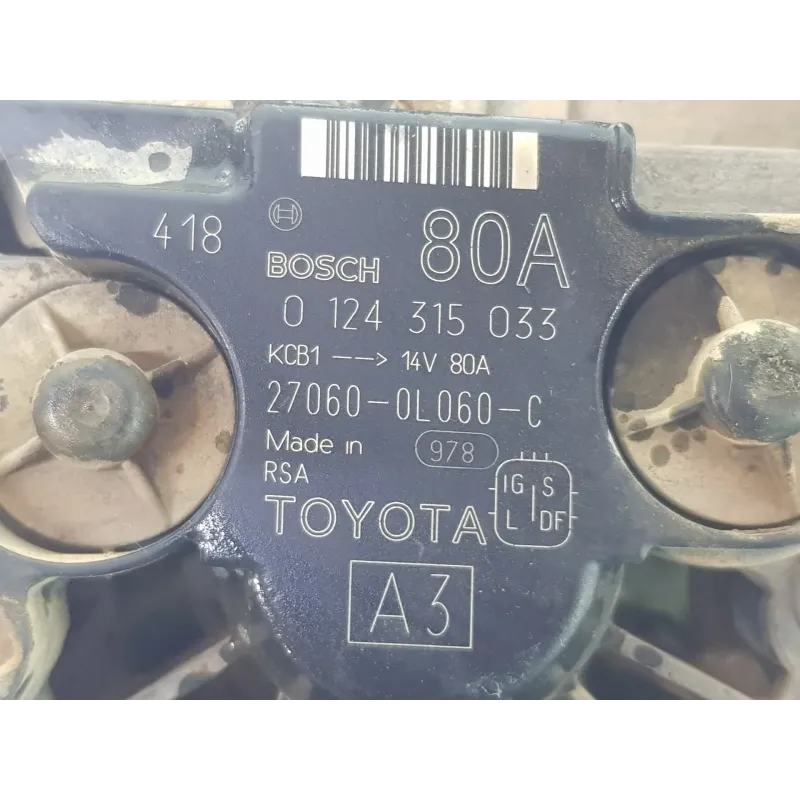 80A
418
BOSCH
0 124 315 033
KCB1 --> 14V 80A
27060-0L060-C
Made in 978
RSA
IG S
L DF
TOYOTA
A3